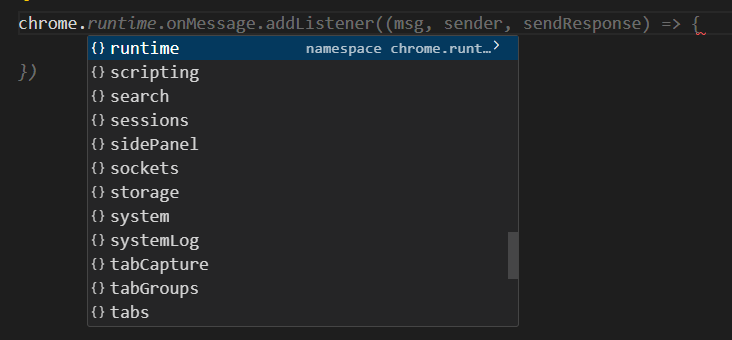 chrome.runtime.onMessage.addListener((msg, sender, sendResponse) => {
{} runtime namespace chrome.runt…
})
{} scripting
{} search
{} sessions
{} sidePanel
{} sockets
{} storage
{} system
{} systemLog
{} tabCapture
{} tabGroups
{} tabs